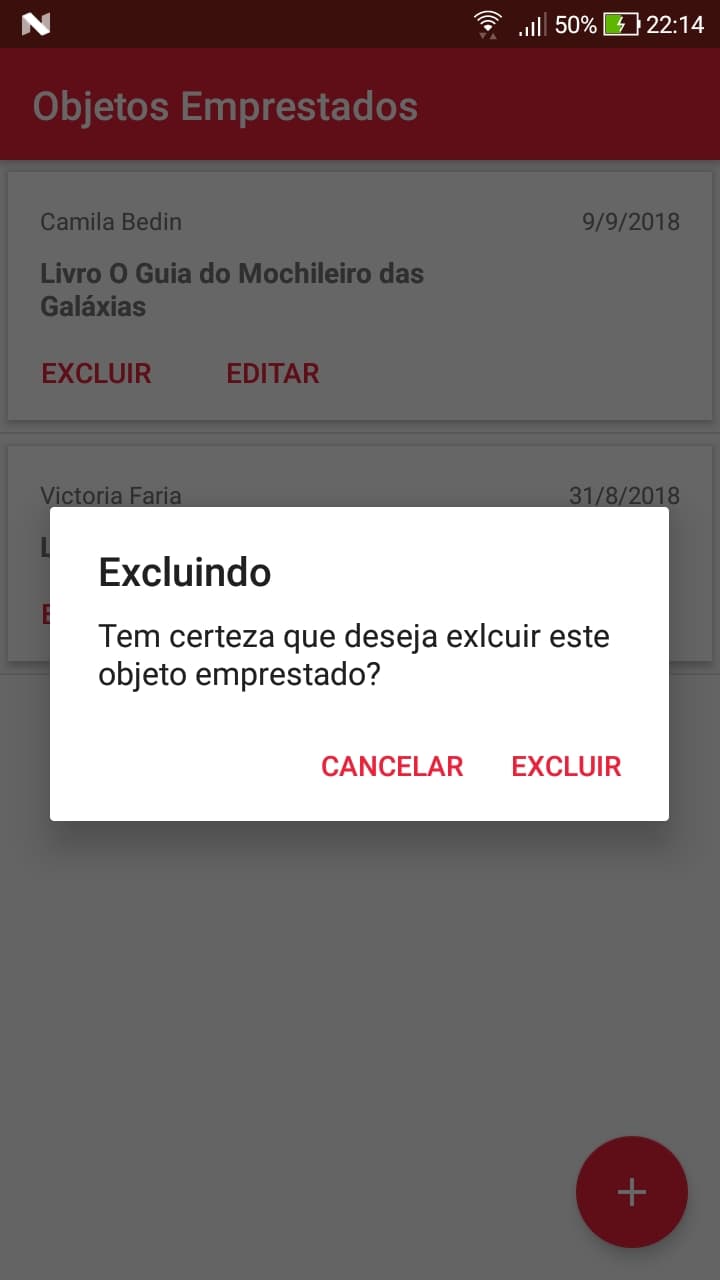 50% 22:14
Objetos Emprestados
Camila Bedin 9/9/2018
Livro O Guia do Mochileiro das
Galáxias
EXCLUIR EDITAR
Victoria Faria 31/8/2018
Excluindo
Tem certeza que deseja exlcuir este
objeto emprestado?
CANCELAR EXCLUIR
+